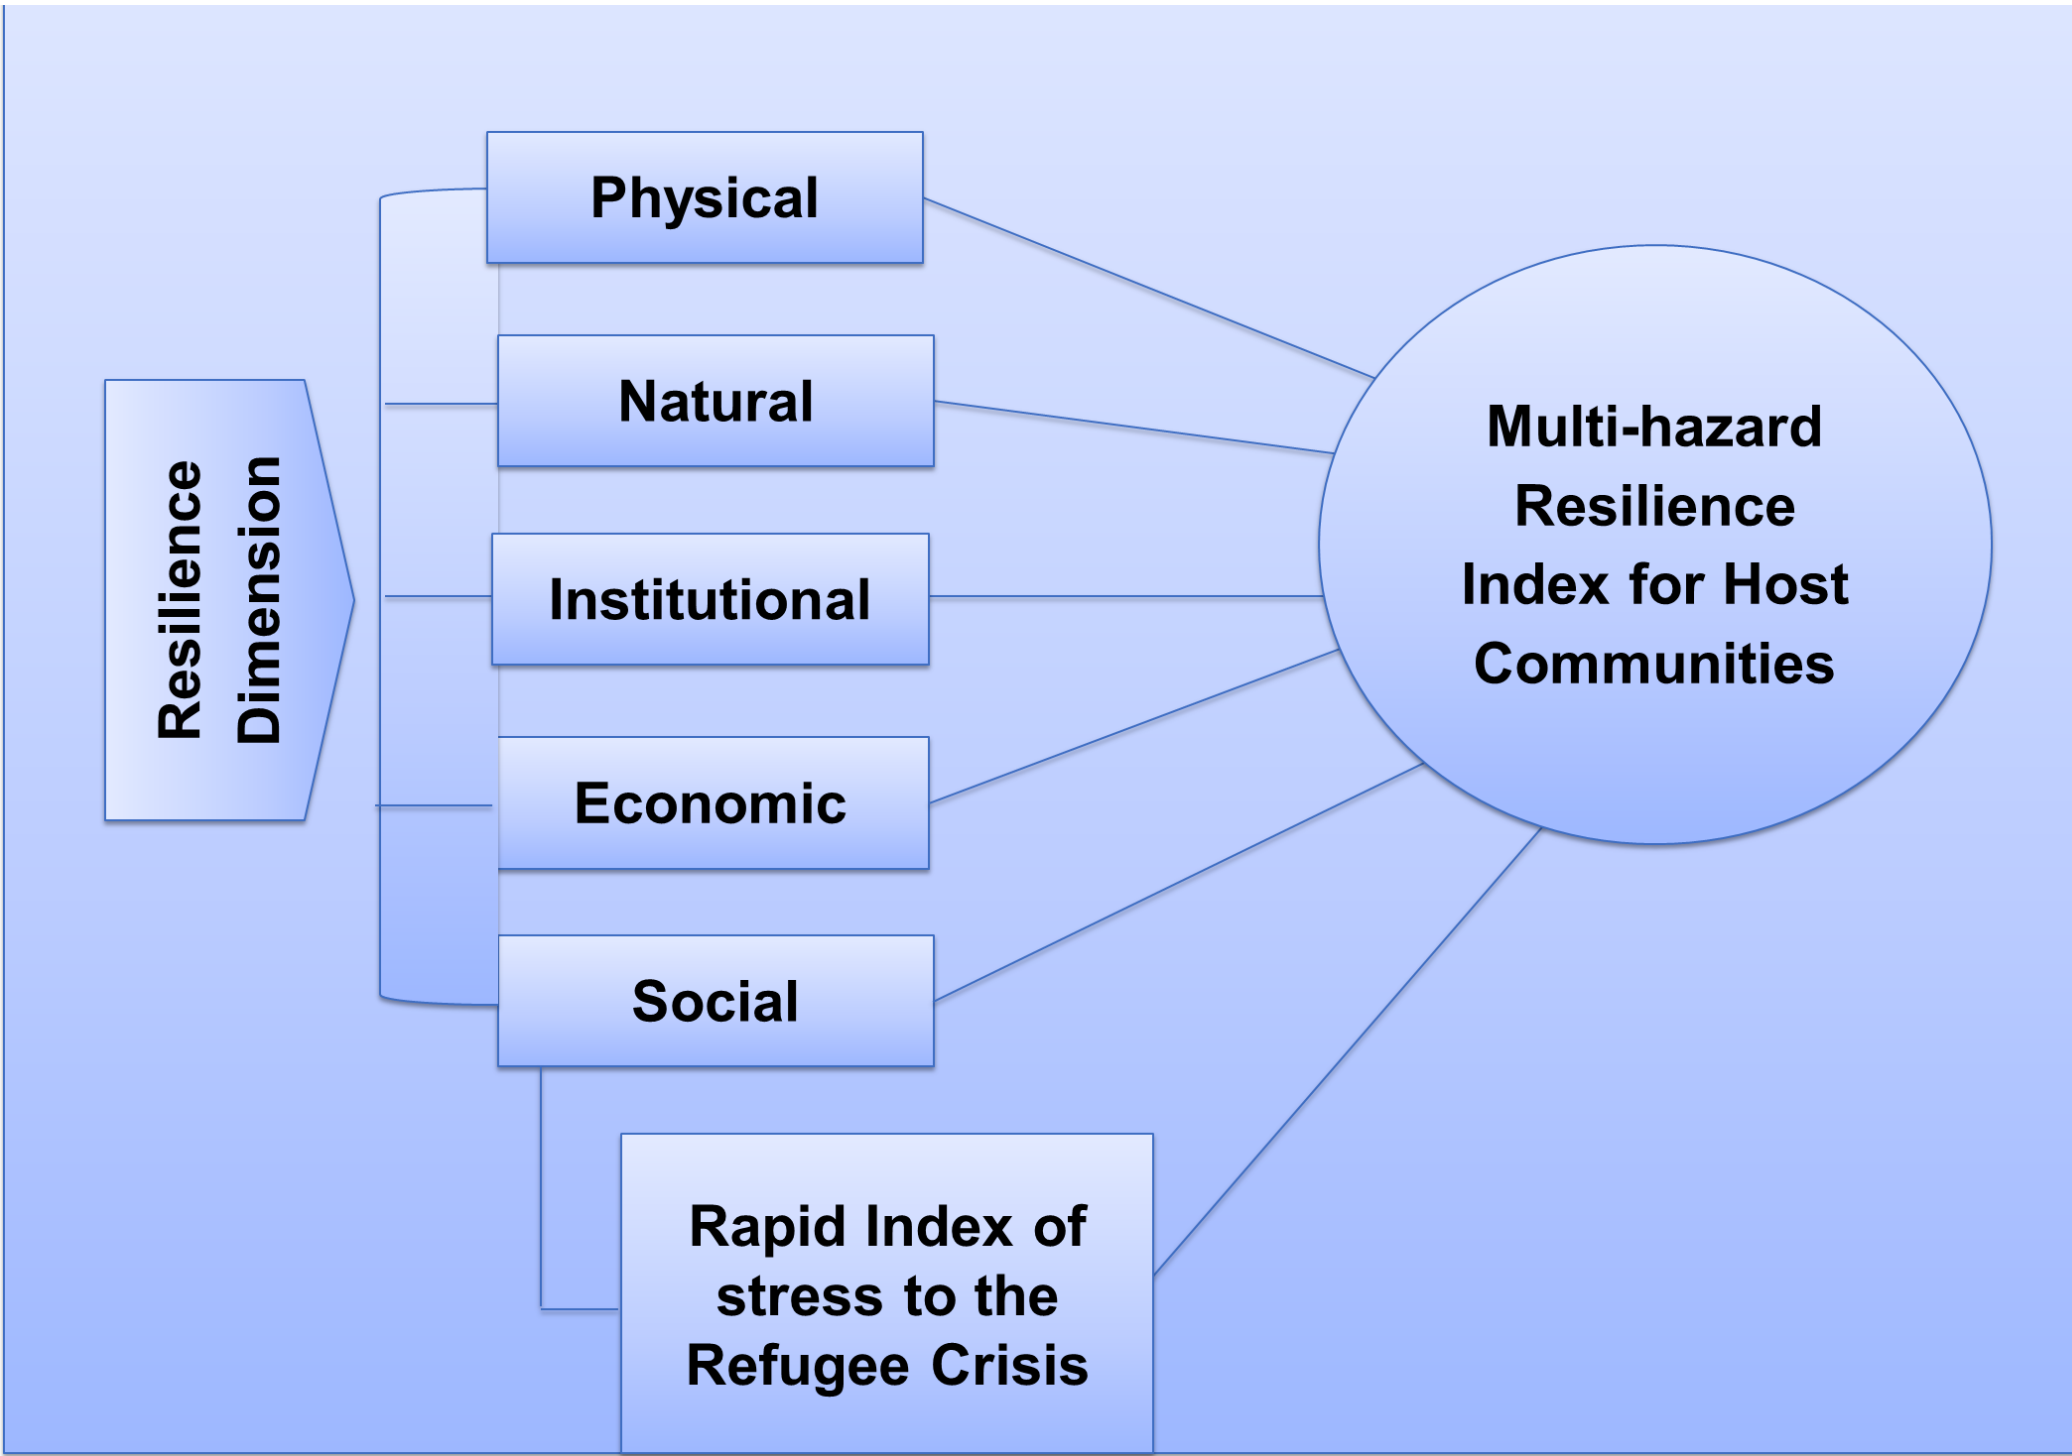 Resilience
Dimension
Physical
Natural
Institutional
Economic
Social
Rapid Index of
stress to the
Refugee Crisis
Multi-hazard
Resilience
Index for Host
Communities